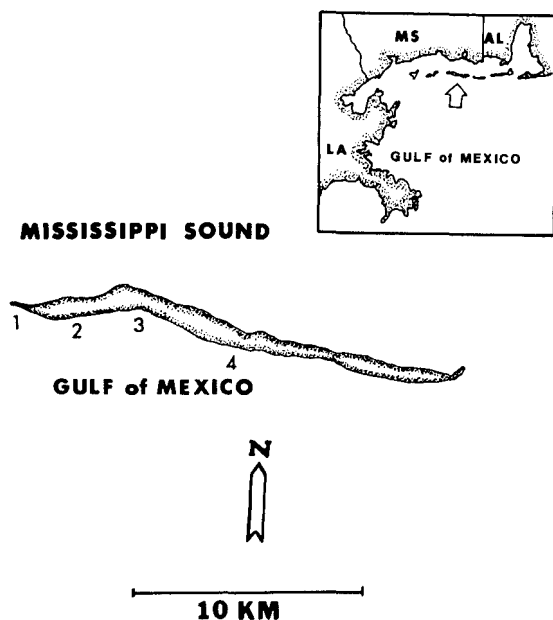 MS
AL
LA
GULF of MEXICO
MISSISSIPPI SOUND
1
2
3
4
GULF of MEXICO
N
10 KM